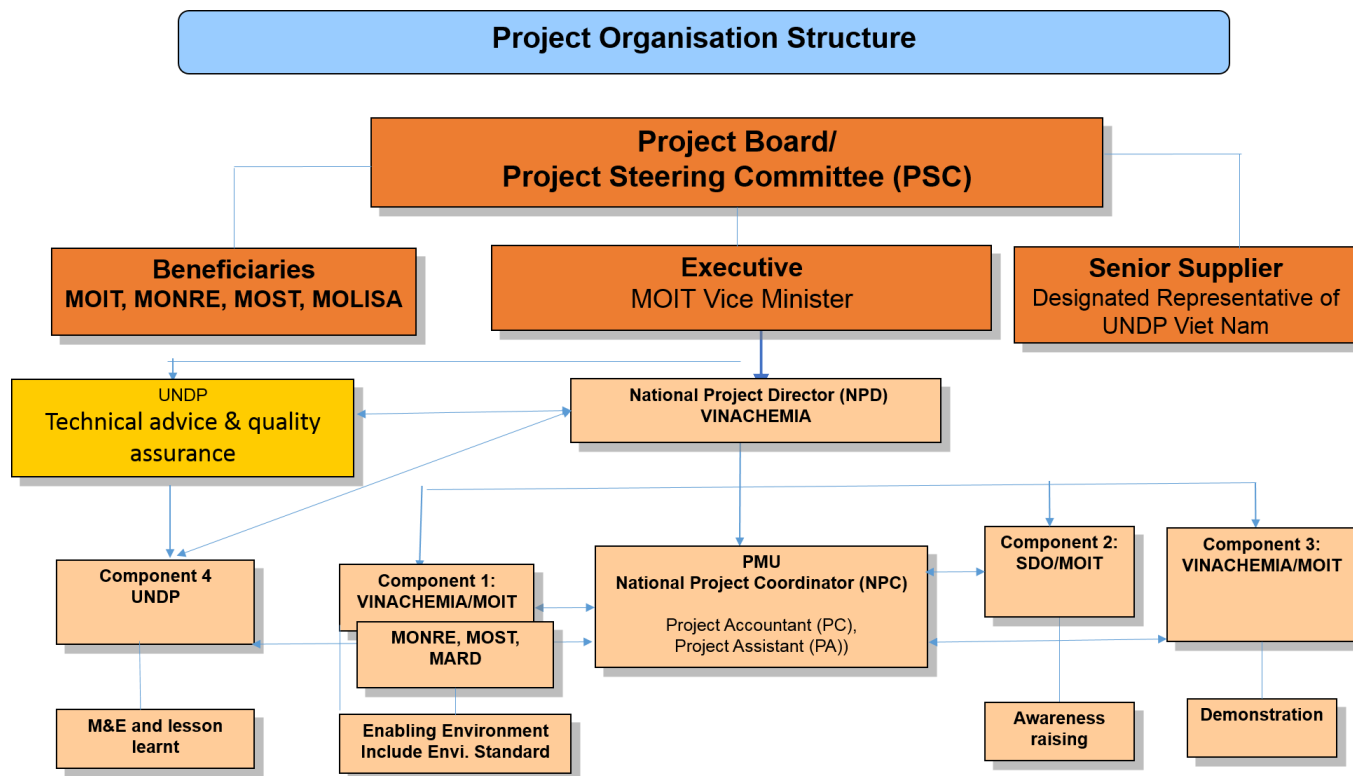 Project Organisation Structure
Project Board/
Project Steering Committee (PSC)
Beneficiaries
MOIT, MONRE, MOST, MOLISA
Executive
MOIT Vice Minister
Senior Supplier
Designated Representative of
UNDP Viet Nam
UNDP
Technical advice & quality
assurance
National Project Director (NPD)
VINACHEMIA
Component 4
UNDP
Component 1:
VINACHEMIA/MOIT
MONRE, MOST,
MARD
PMU
National Project Coordinator (NPC)
Project Accountant (PC),
Project Assistant (PA))
Component 2:
SDO/MOIT
Component 3:
VINACHEMIA/MOIT
M&E and lesson
learnt
Enabling Environment
Include Envi. Standard
Awareness
raising
Demonstration